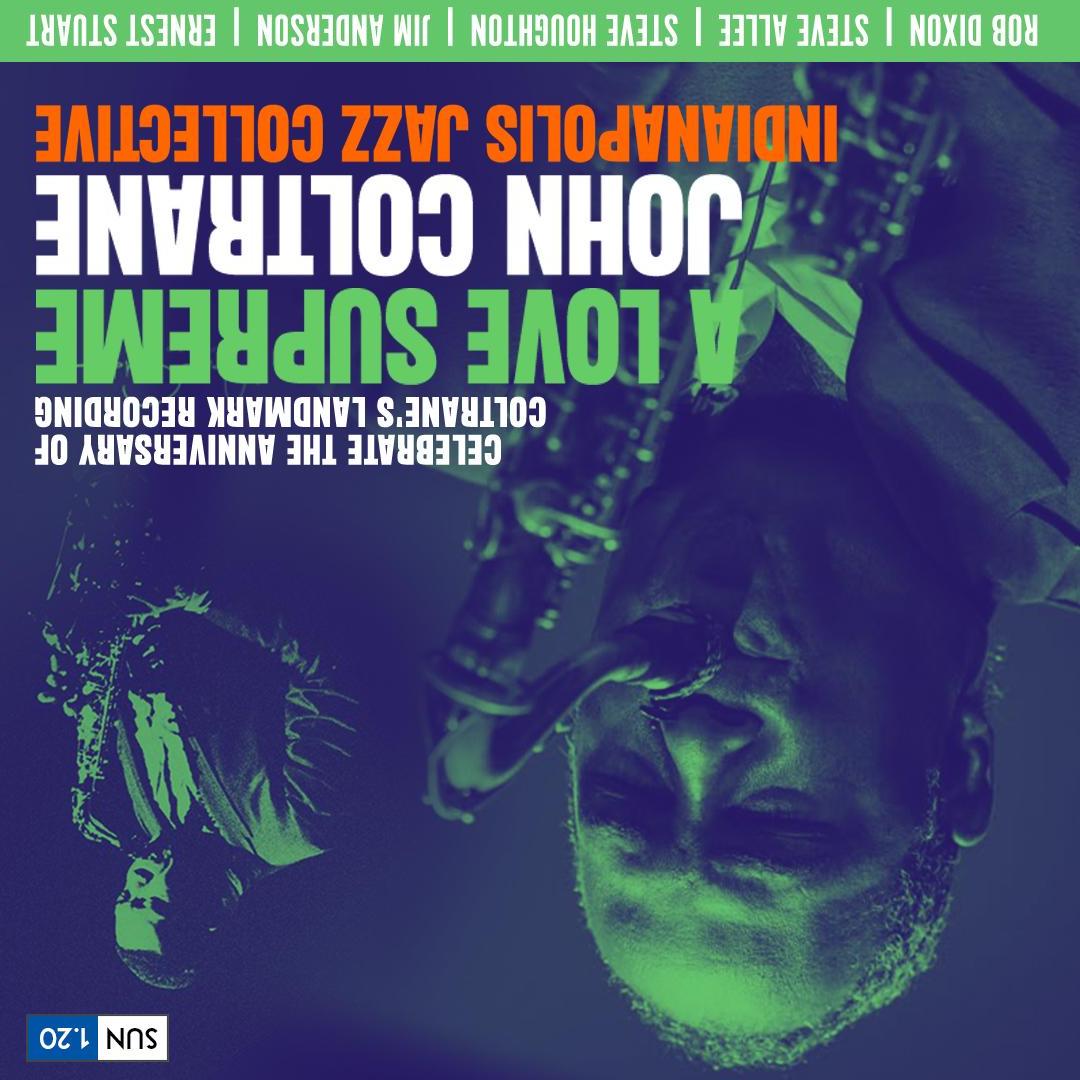 SUN 1.20
CELEBRATE THE ANNIVERSARY OF
COLTRANE'S LANDMARK RECORDING
A LOVE SUPREME
JOHN COLTRANE
INDIANAPOLIS JAZZ COLLECTIVE
ROB DIXON | STEVE ALLEE | STEVE HOUGHTON | JIM ANDERSON | ERNEST STUART